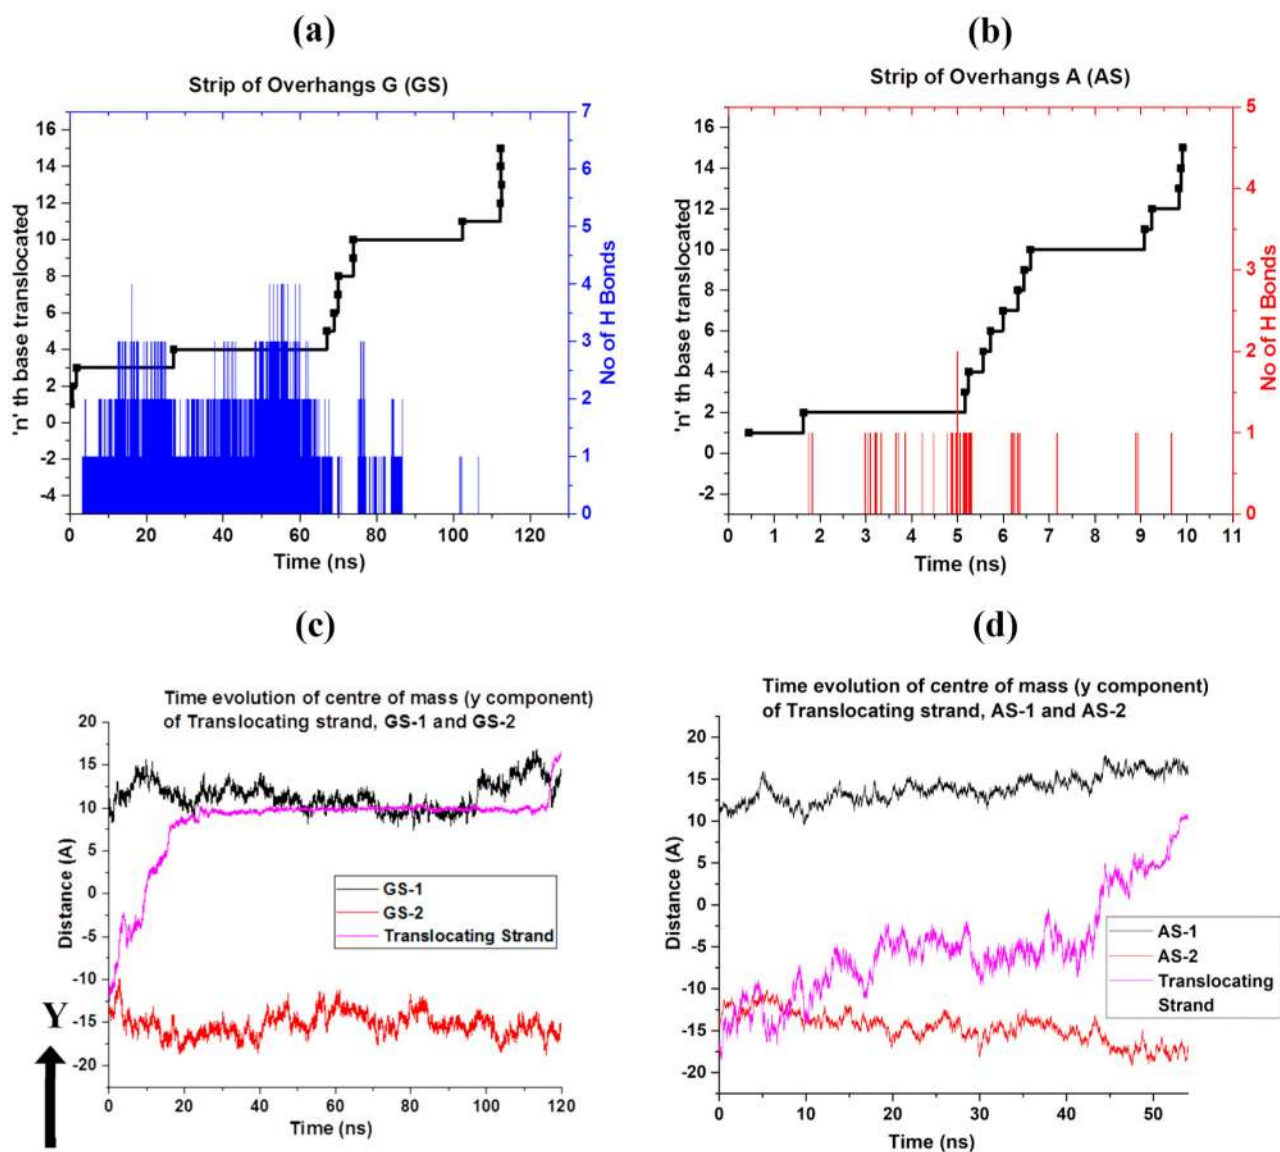 (a)
Strip of Overhangs G (GS)
'n' th base translocated
16
14
12
10
8
6
4
2
0
-2
-4
0 20 40 60 80 100 120
Time (ns)
7
6
5
4
3
2
1
0
No of H Bonds
(b)
Strip of Overhangs A (AS)
'n' th base translocated
16
14
12
10
8
6
4
2
0
-2
0 1 2 3 4 5 6 7 8 9 10 11
Time (ns)
5
4
3
2
1
0
No of H Bonds
(c)
Time evolution of centre of mass (y component)
of Translocating strand, GS-1 and GS-2
Distance (A)
20
15
10
5
0
-5
-10
-15
-20
GS-1
GS-2
Translocating Strand
0 20 40 60 80 100 120
Time (ns)
Y
(d)
Time evolution of centre of mass (y component)
of Translocating strand, AS-1 and AS-2
Distance (A)
20
15
10
5
0
-5
-10
-15
-20
AS-1
AS-2
Translocating
Strand
0 10 20 30 40 50
Time (ns)